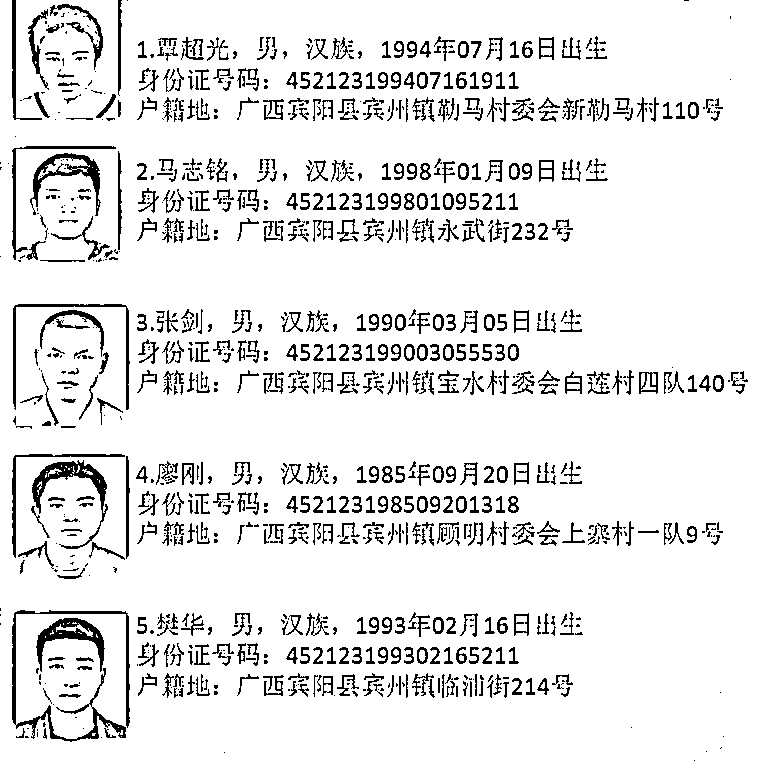 1.覃超光，男，汉族，1994年07月16日出生
身份证号码：452123199407161911
户籍地：广西宾阳县宾州镇勒马村委会新勒马村110号
2.马志铭，男，汉族，1998年01月09日出生
身份证号码：452123199801095211
户籍地：广西宾阳县宾州镇永武街232号
3.张剑，男，汉族，1990年03月05日出生
身份证号码：452123199003055530
户籍地：广西宾阳县宾州镇宝水村委会白莲村四队140号
4.廖刚，男，汉族，1985年09月20日出生
身份证号码：452123198509201318
户籍地：广西宾阳县宾州镇顾明村委会上寨村一队9号
5.樊华，男，汉族，1993年02月16日出生
身份证号码：452123199302165211
户籍地：广西宾阳县宾州镇临浦街214号